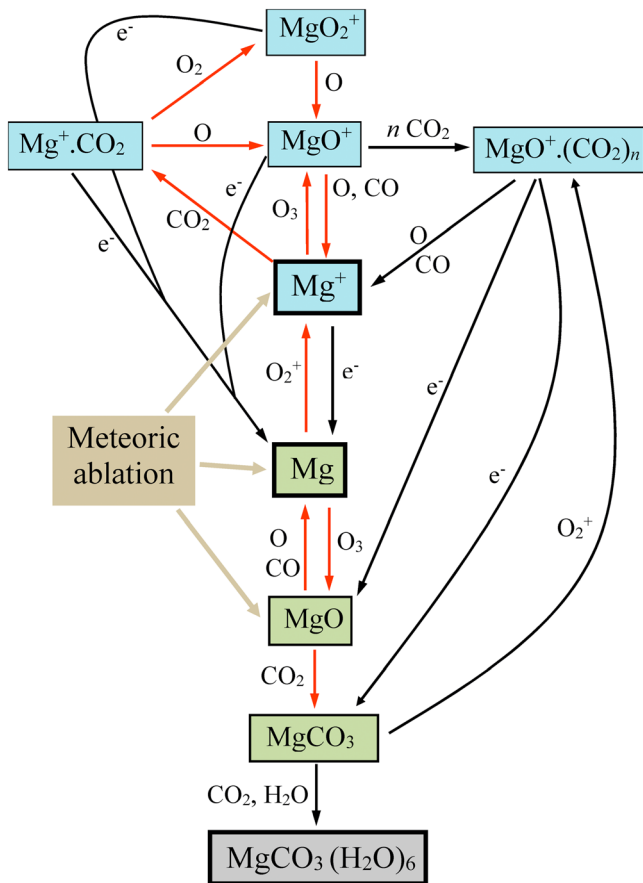 e⁻
MgO₂⁺
O₂
O
Mg⁺.CO₂
O
MgO⁺
n CO₂
MgO⁺.(CO₂)ₙ
e⁻
CO₂
e⁻
O₃
O, CO
O
CO
Mg⁺
O₂⁺
e⁻
e⁻
Meteoric
ablation
Mg
e⁻
O
CO
O₃
O₂⁺
MgO
CO₂
MgCO₃
CO₂, H₂O
MgCO₃ (H₂O)₆